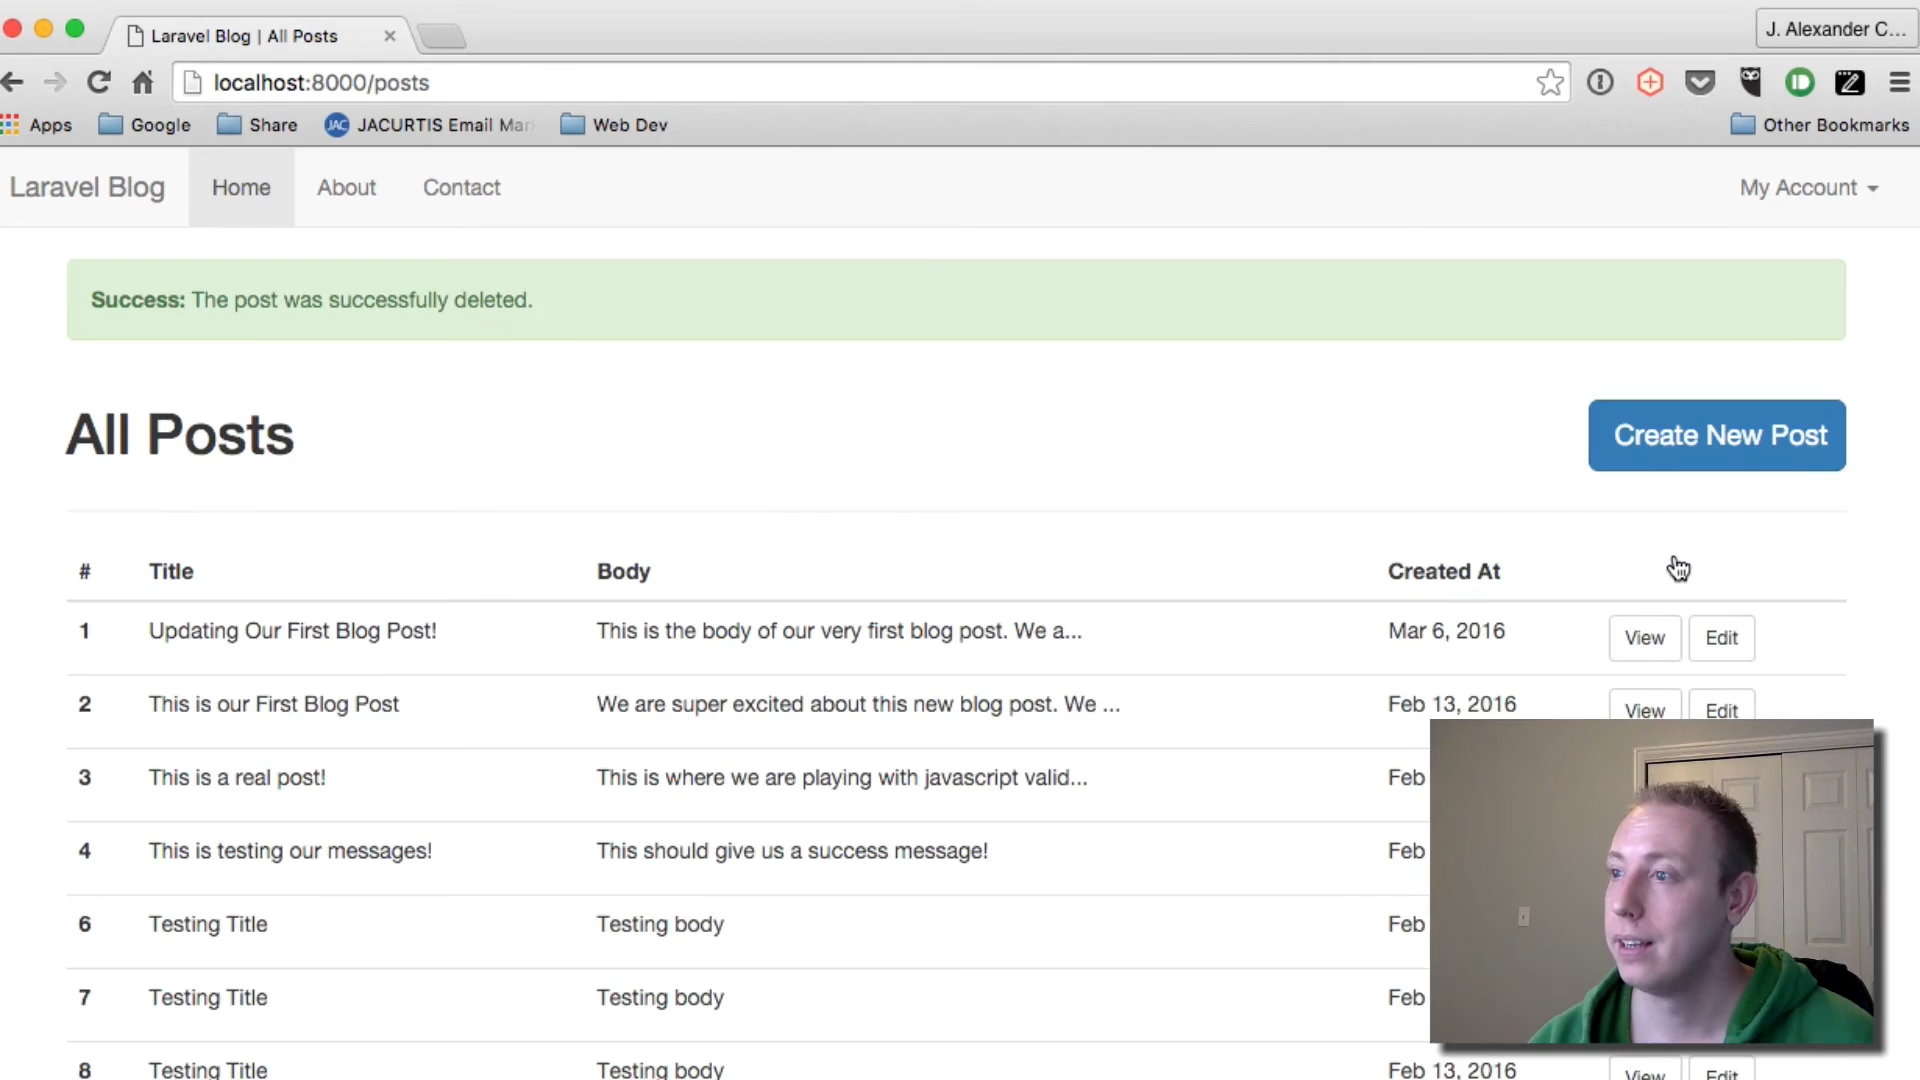 Laravel Blog | All Posts
J. Alexander C...
localhost:8000/posts
Apps Google Share JACURTIS Email Mar Web Dev Other Bookmarks
Laravel Blog Home About Contact My Account
Success: The post was successfully deleted.
All Posts Create New Post
# Title Body Created At
1 Updating Our First Blog Post! This is the body of our very first blog post. We a... Mar 6, 2016 View Edit
2 This is our First Blog Post We are super excited about this new blog post. We ... Feb 13, 2016 View Edit
3 This is a real post! This is where we are playing with javascript valid... Feb
4 This is testing our messages! This should give us a success message! Feb
6 Testing Title Testing body Feb
7 Testing Title Testing body Feb
8 Testing Title Testing body Feb 13, 2016 View Edit